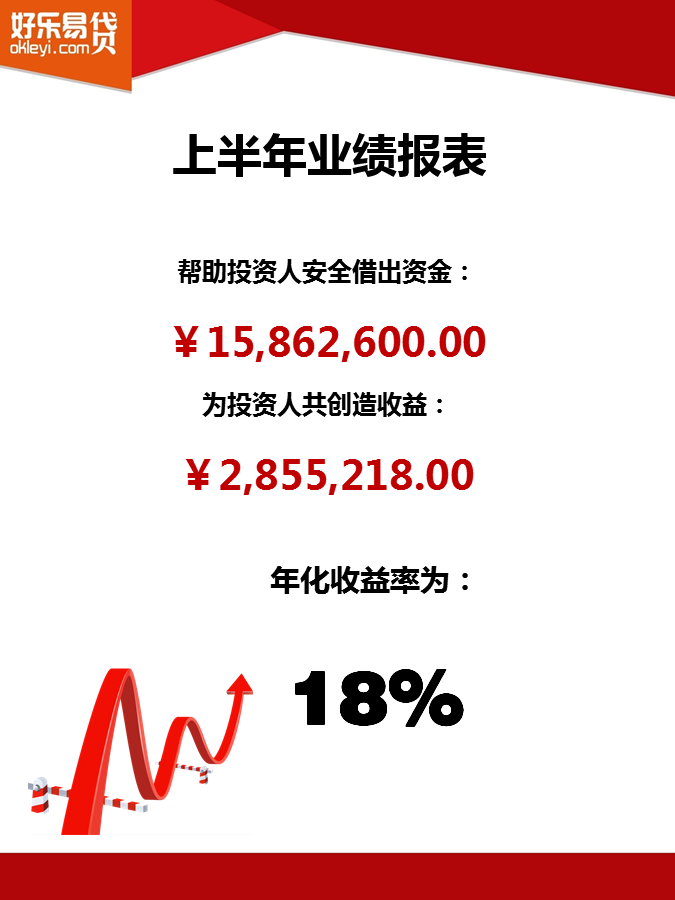 好乐易贷
okleyi.com
上半年业绩报表
帮助投资人安全借出资金：
￥15,862,600.00
为投资人共创造收益：
￥2,855,218.00
年化收益率为：
18%